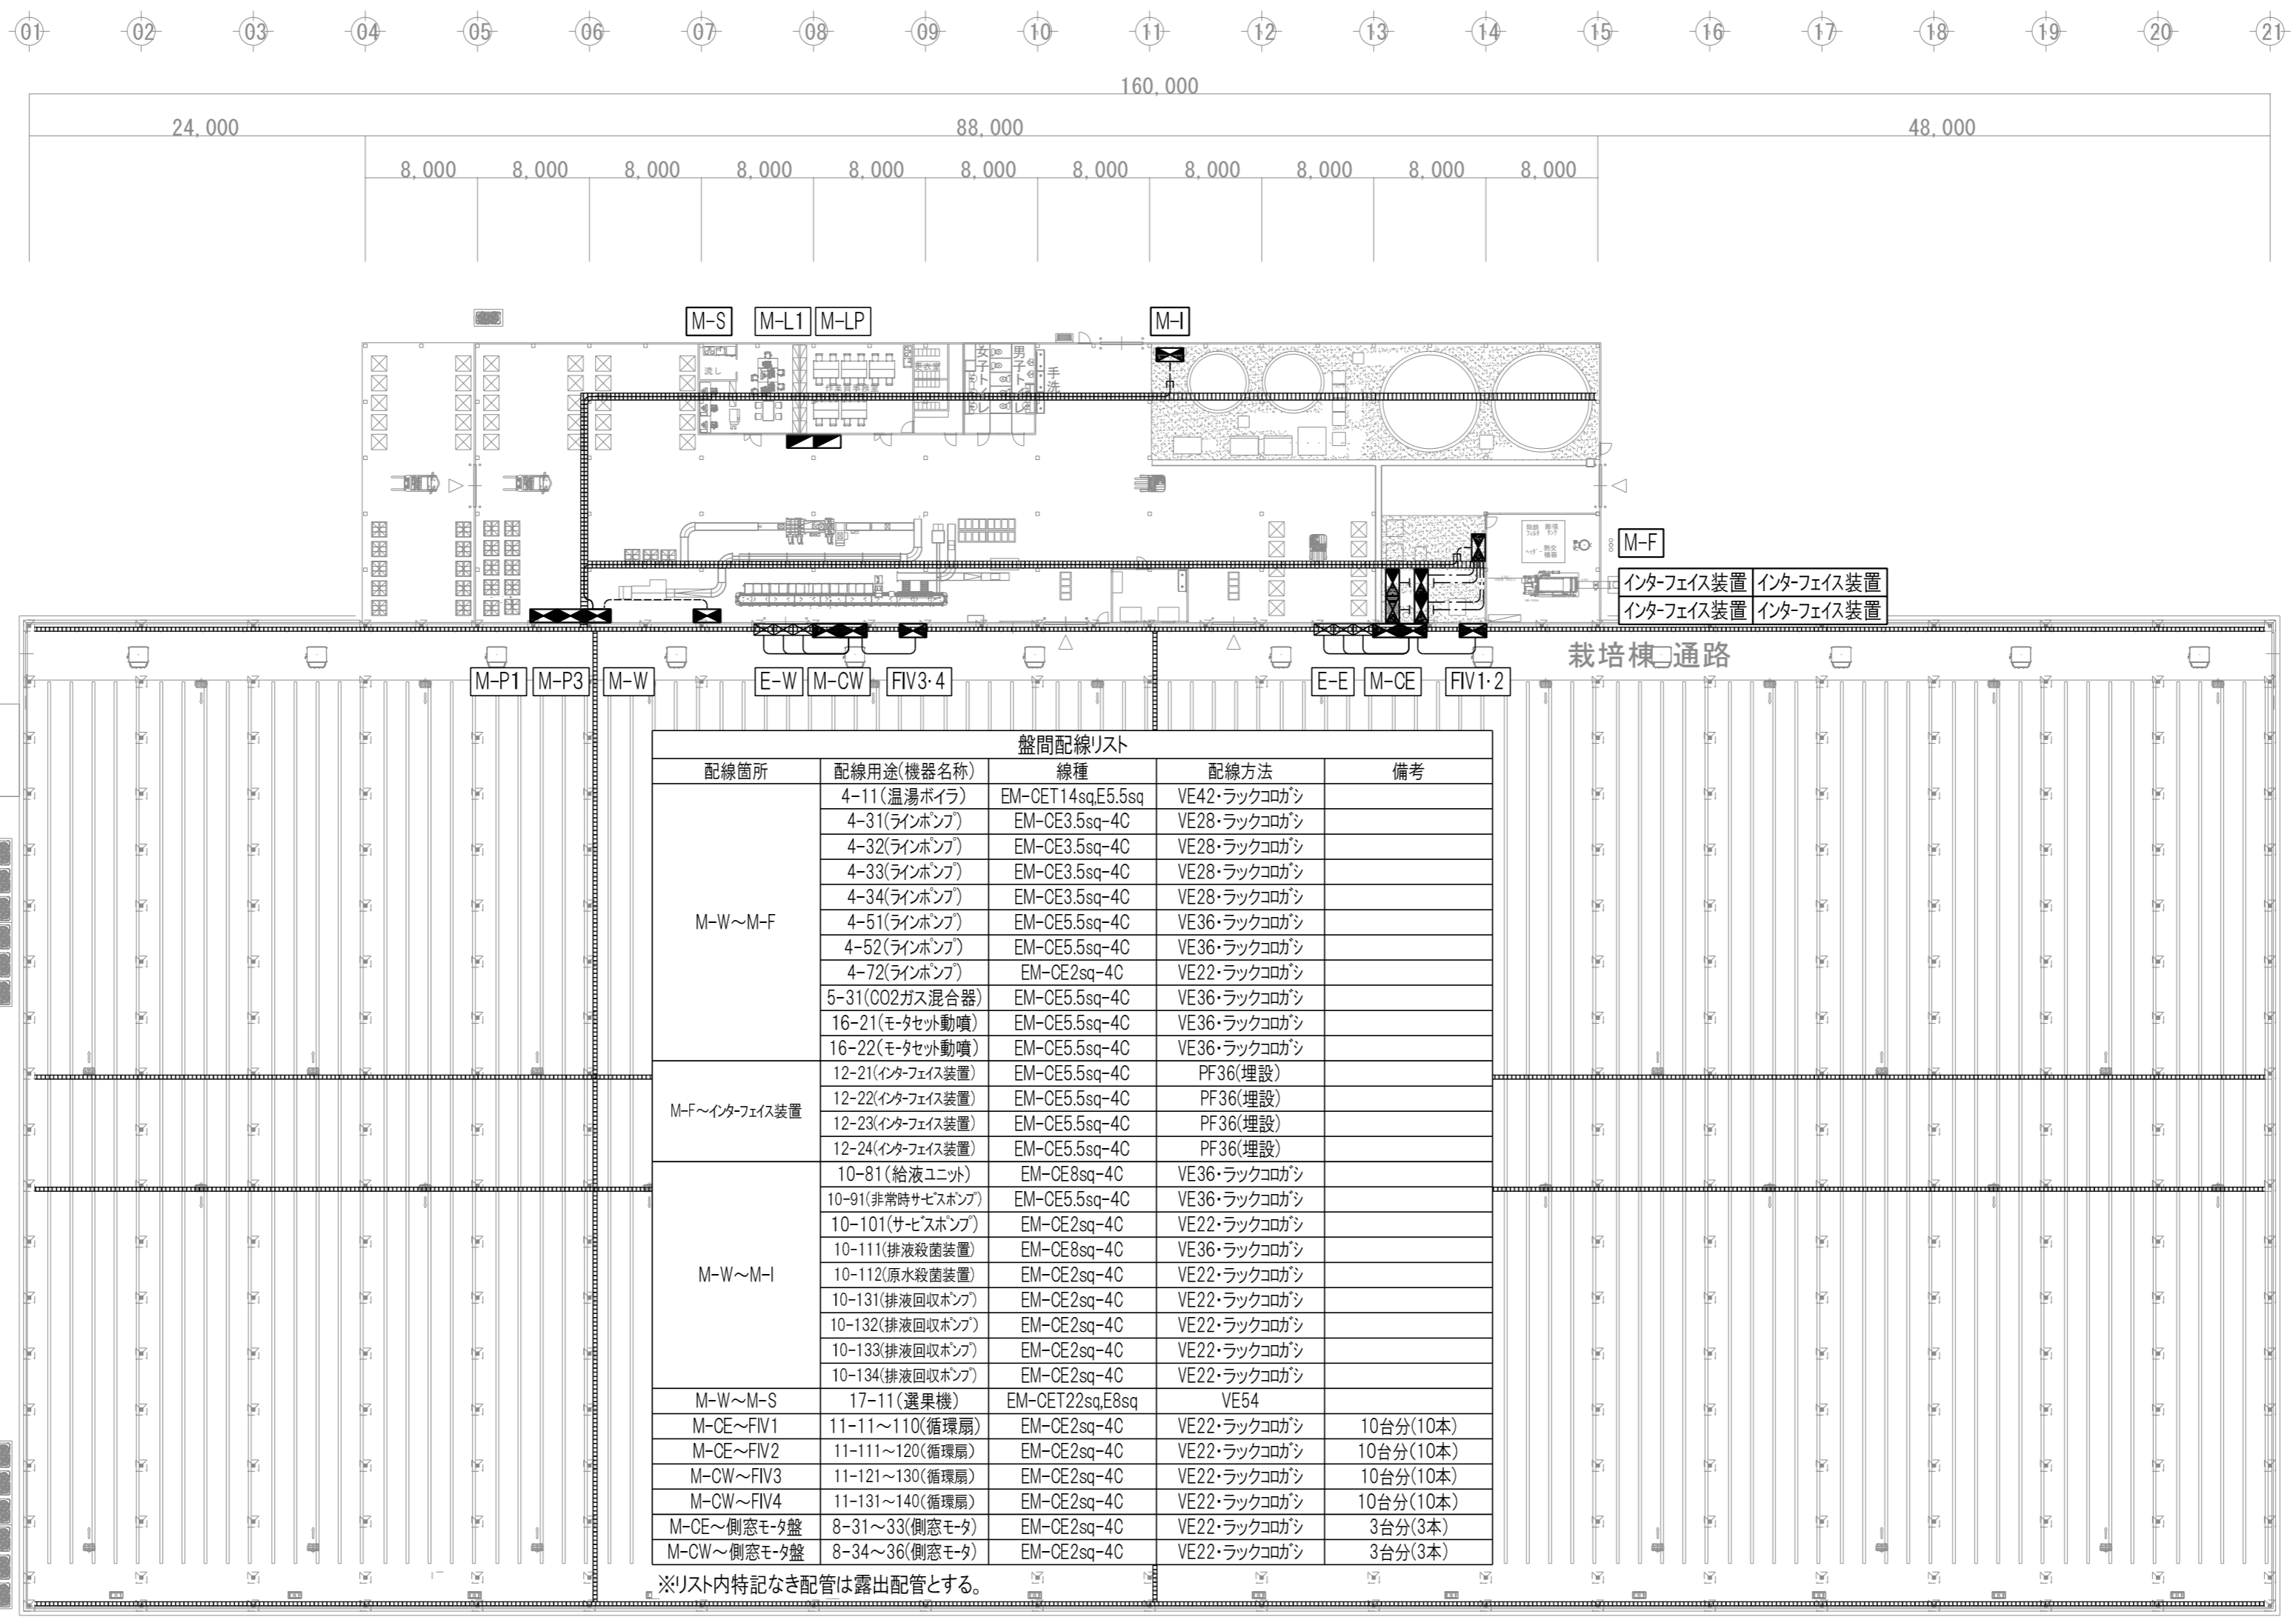 01 02 03 04 05 06 07 08 09 10 11 12 13 14 15 16 17 18 19 20 21
160,000
24,000 88,000 48,000
8,000 8,000 8,000 8,000 8,000 8,000 8,000 8,000 8,000 8,000 8,000
M-S M-L1 M-LP M-I
流し
作業員事務室
更衣室
女子トイレ
男子トイレ
手洗
M-F
インターフェイス装置 インターフェイス装置
インターフェイス装置 インターフェイス装置
栽培棟 通路
M-P1 M-P3 M-W E-W M-CW FIV3・4 E-E M-CE FIV1・2
盤間配線リスト
配線箇所 配線用途(機器名称) 線種 配線方法 備考
M-W～M-F
4-11(温湯ボイラ) EM-CET14sq,E5.5sq VE42・ラックコロガシ
4-31(ラインポンプ) EM-CE3.5sq-4C VE28・ラックコロガシ
4-32(ラインポンプ) EM-CE3.5sq-4C VE28・ラックコロガシ
4-33(ラインポンプ) EM-CE3.5sq-4C VE28・ラックコロガシ
4-34(ラインポンプ) EM-CE3.5sq-4C VE28・ラックコロガシ
4-51(ラインポンプ) EM-CE5.5sq-4C VE36・ラックコロガシ
4-52(ラインポンプ) EM-CE5.5sq-4C VE36・ラックコロガシ
4-72(ラインポンプ) EM-CE2sq-4C VE22・ラックコロガシ
5-31(CO2ガス混合器) EM-CE5.5sq-4C VE36・ラックコロガシ
16-21(モータセット動噴) EM-CE5.5sq-4C VE36・ラックコロガシ
16-22(モータセット動噴) EM-CE5.5sq-4C VE36・ラックコロガシ
M-F～インターフェイス装置
12-21(インターフェイス装置) EM-CE5.5sq-4C PF36(埋設)
12-22(インターフェイス装置) EM-CE5.5sq-4C PF36(埋設)
12-23(インターフェイス装置) EM-CE5.5sq-4C PF36(埋設)
12-24(インターフェイス装置) EM-CE5.5sq-4C PF36(埋設)
M-W～M-I
10-81(給液ユニット) EM-CE8sq-4C VE36・ラックコロガシ
10-91(非常時サービスポンプ) EM-CE5.5sq-4C VE36・ラックコロガシ
10-101(サービスポンプ) EM-CE2sq-4C VE22・ラックコロガシ
10-111(排液殺菌装置) EM-CE8sq-4C VE36・ラックコロガシ
10-112(原水殺菌装置) EM-CE2sq-4C VE22・ラックコロガシ
10-131(排液回収ポンプ) EM-CE2sq-4C VE22・ラックコロガシ
10-132(排液回収ポンプ) EM-CE2sq-4C VE22・ラックコロガシ
10-133(排液回収ポンプ) EM-CE2sq-4C VE22・ラックコロガシ
10-134(排液回収ポンプ) EM-CE2sq-4C VE22・ラックコロガシ
M-W～M-S 17-11(選果機) EM-CET22sq,E8sq VE54
M-CE～FIV1 11-11～110(循環扇) EM-CE2sq-4C VE22・ラックコロガシ 10台分(10本)
M-CE～FIV2 11-111～120(循環扇) EM-CE2sq-4C VE22・ラックコロガシ 10台分(10本)
M-CW～FIV3 11-121～130(循環扇) EM-CE2sq-4C VE22・ラックコロガシ 10台分(10本)
M-CW～FIV4 11-131～140(循環扇) EM-CE2sq-4C VE22・ラックコロガシ 10台分(10本)
M-CE～側窓モータ盤 8-31～33(側窓モータ) EM-CE2sq-4C VE22・ラックコロガシ 3台分(3本)
M-CW～側窓モータ盤 8-34～36(側窓モータ) EM-CE2sq-4C VE22・ラックコロガシ 3台分(3本)
※リスト内特記なき配管は露出配管とする。